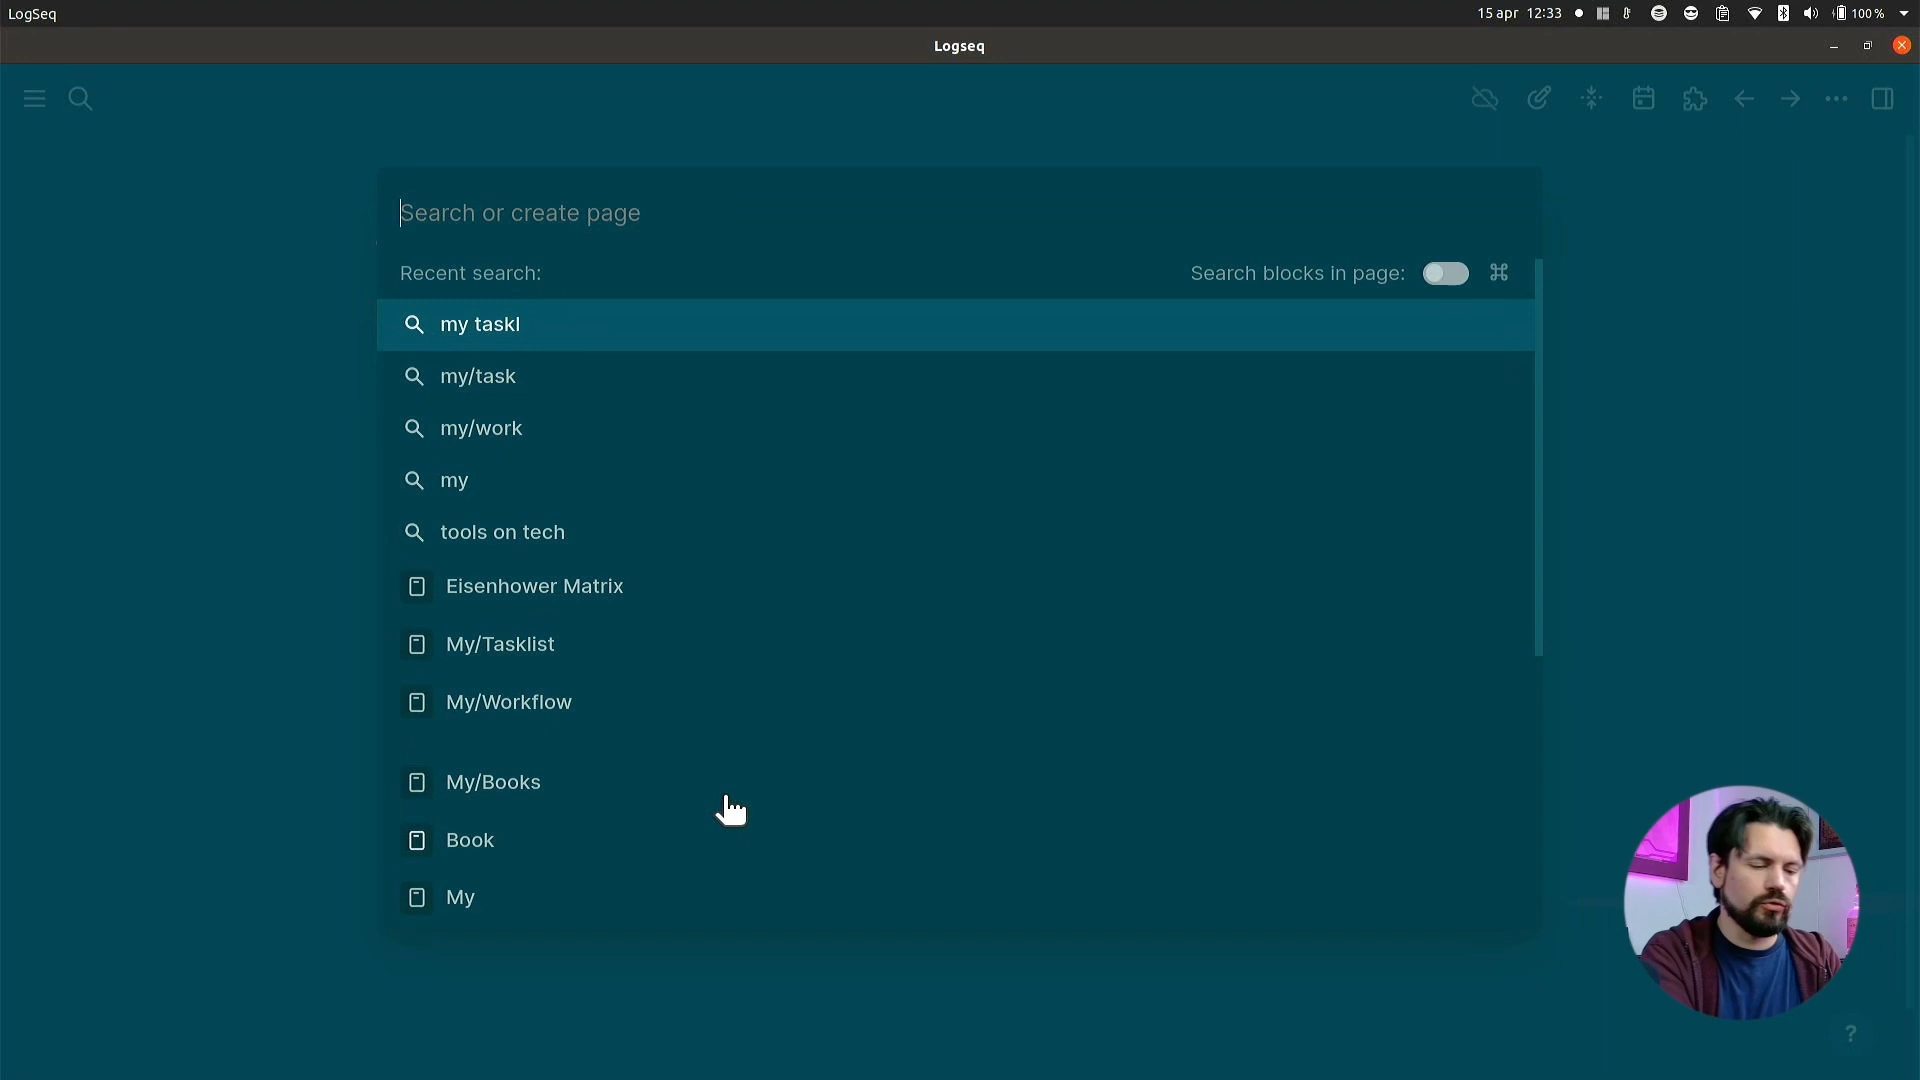 LogSeq
15 apr 12:33
100 %
Logseq
Search or create page
Recent search:
Search blocks in page:
my taskl
my/task
my/work
my
tools on tech
Eisenhower Matrix
My/Tasklist
My/Workflow
My/Books
Book
My
?